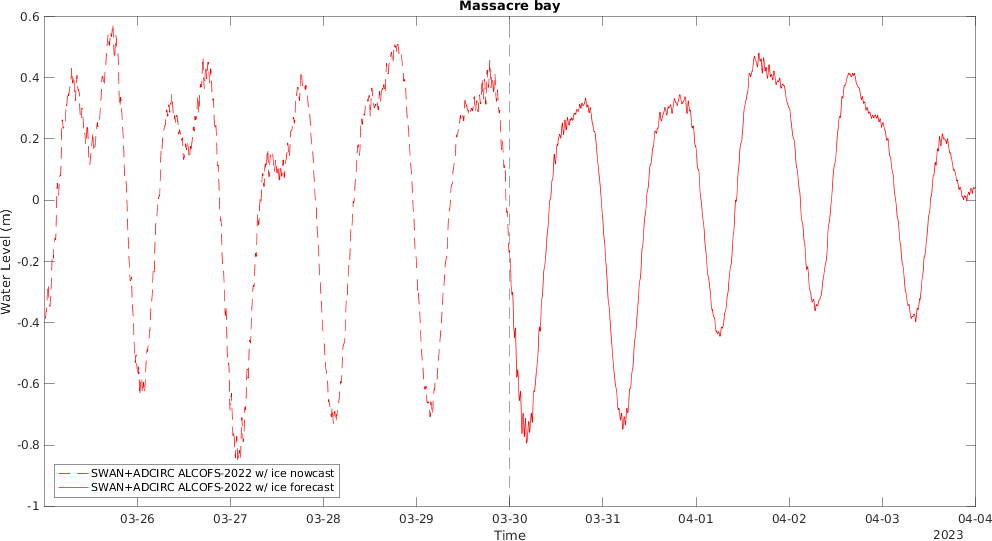 Massacre bay
0.6
0.4
0.2
0
-0.2
-0.4
-0.6
-0.8
-1
Water Level (m)
SWAN+ADCIRC ALCOFS-2022 w/ ice nowcast
SWAN+ADCIRC ALCOFS-2022 w/ ice forecast
03-26 03-27 03-28 03-29 03-30 03-31 04-01 04-02 04-03 04-04
Time
2023